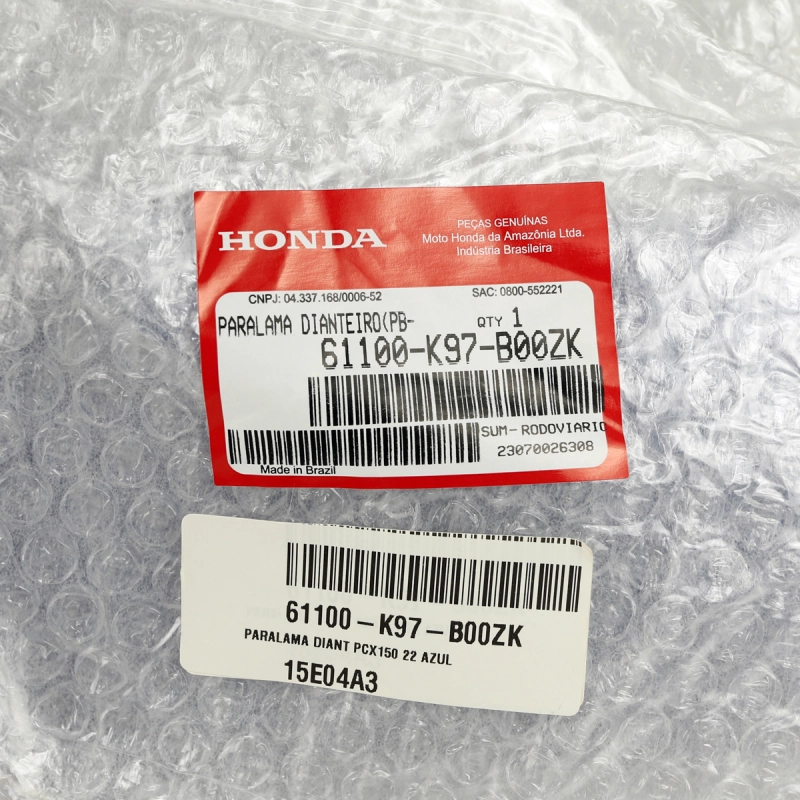 HONDA
PEÇAS GENUÍNAS
Moto Honda da Amazônia Ltda.
Indústria Brasileira
CNPJ: 04.337.168/0006-52
SAC: 0800-552221
PARALAMA DIANTEIRO(PB-
QTY 1
61100-K97-B00ZK
SUM-RODOVIARIO
23070026308
Made in Brazil
61100-K97-B00ZK
PARALAMA DIANT PCX150 22 AZUL
15E04A3